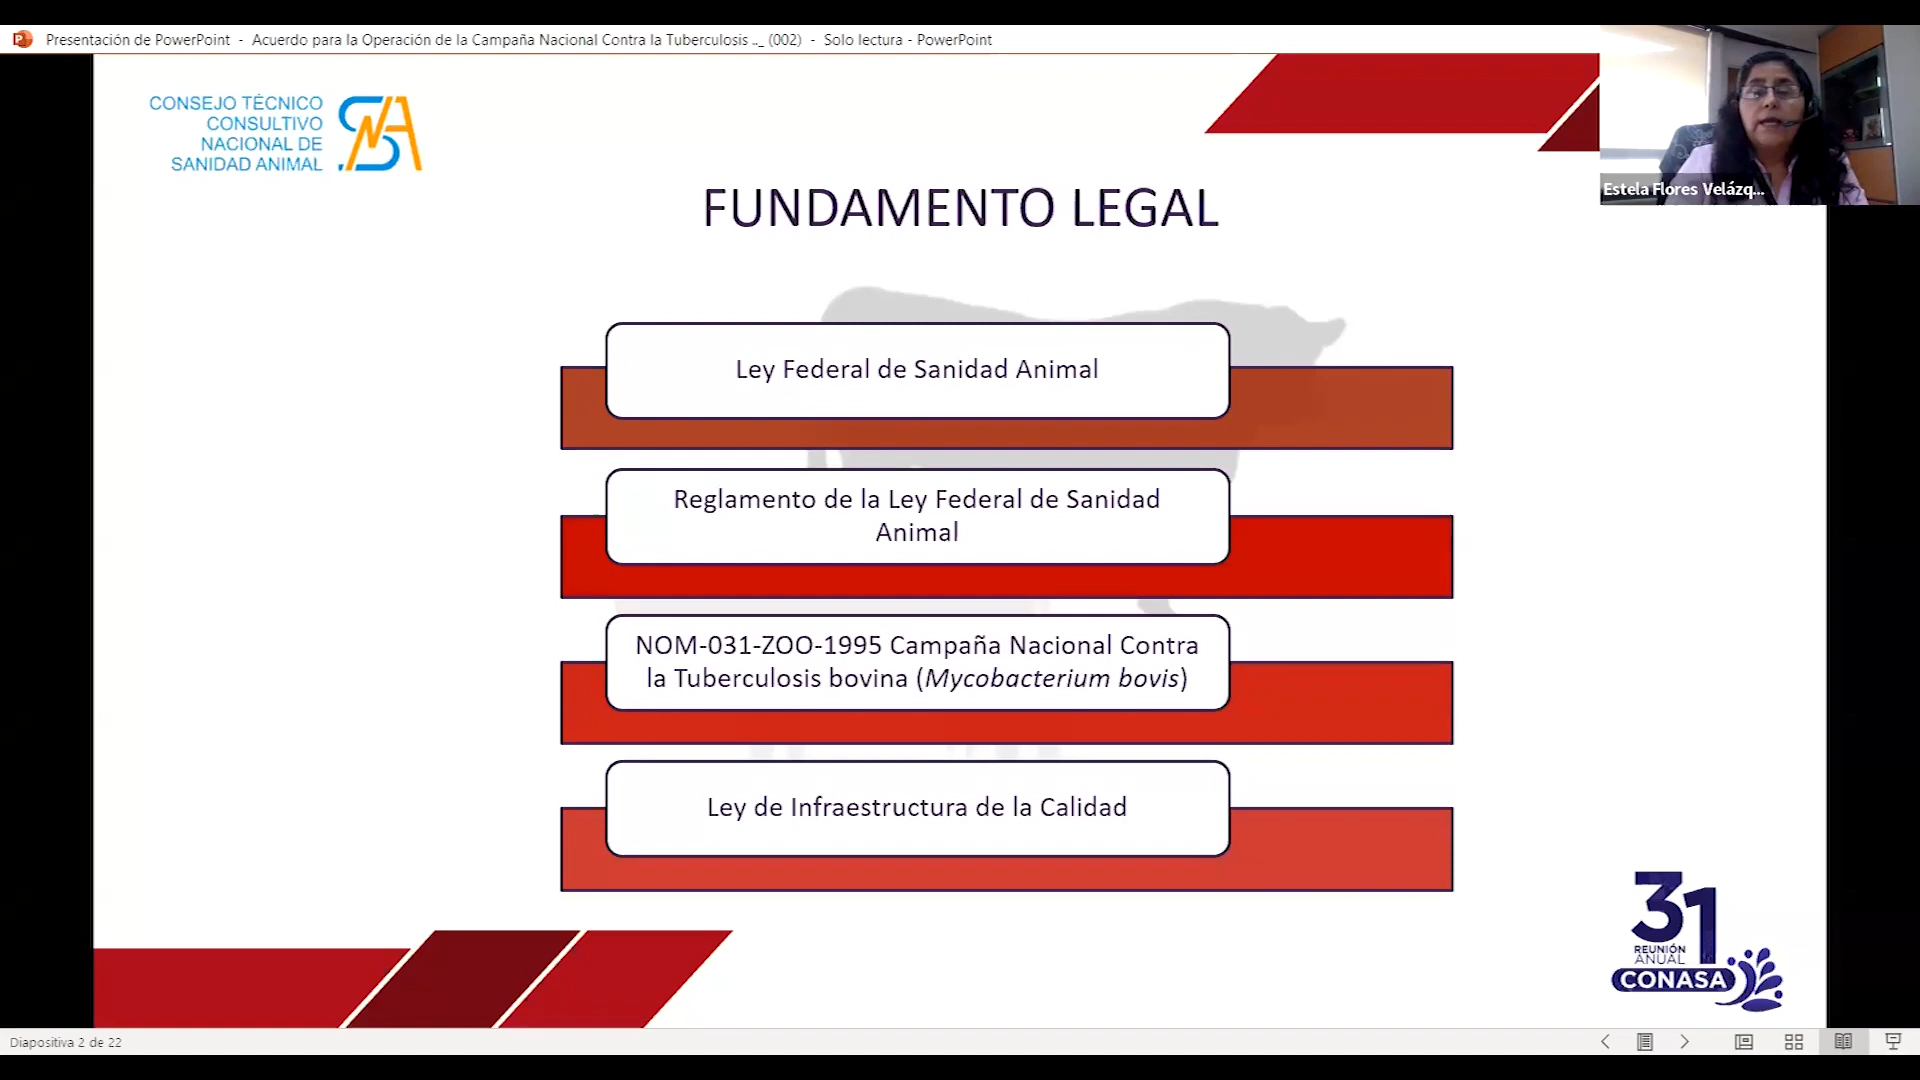 Presentación de PowerPoint - Acuerdo para la Operación de la Campaña Nacional Contra la Tuberculosis .._ (002) - Solo lectura - PowerPoint
CONSEJO TÉCNICO
CONSULTIVO
NACIONAL DE
SANIDAD ANIMAL
Estela Flores Velázq...
FUNDAMENTO LEGAL
Ley Federal de Sanidad Animal
Reglamento de la Ley Federal de Sanidad
Animal
NOM-031-ZOO-1995 Campaña Nacional Contra
la Tuberculosis bovina (Mycobacterium bovis)
Ley de Infraestructura de la Calidad
31
REUNIÓN
ANUAL
CONASA
Diapositiva 2 de 22